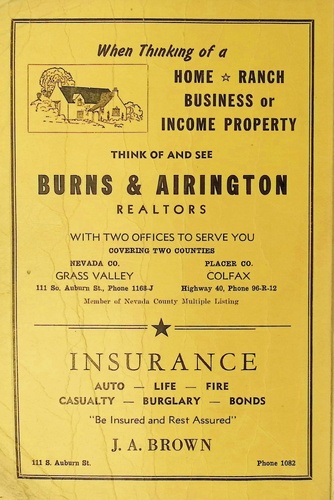 When Thinking of a
HOME ☆ RANCH
BUSINESS or
INCOME PROPERTY
THINK OF AND SEE
BURNS & AIRINGTON
REALTORS
WITH TWO OFFICES TO SERVE YOU
COVERING TWO COUNTIES
NEVADA CO.
GRASS VALLEY
111 So. Auburn St., Phone 1168-J
PLACER CO.
COLFAX
Highway 40, Phone 96-R-12
Member of Nevada County Multiple Listing
INSURANCE
AUTO — LIFE — FIRE
CASUALTY — BURGLARY — BONDS
"Be Insured and Rest Assured"
J. A. BROWN
111 S. Auburn St.
Phone 1082